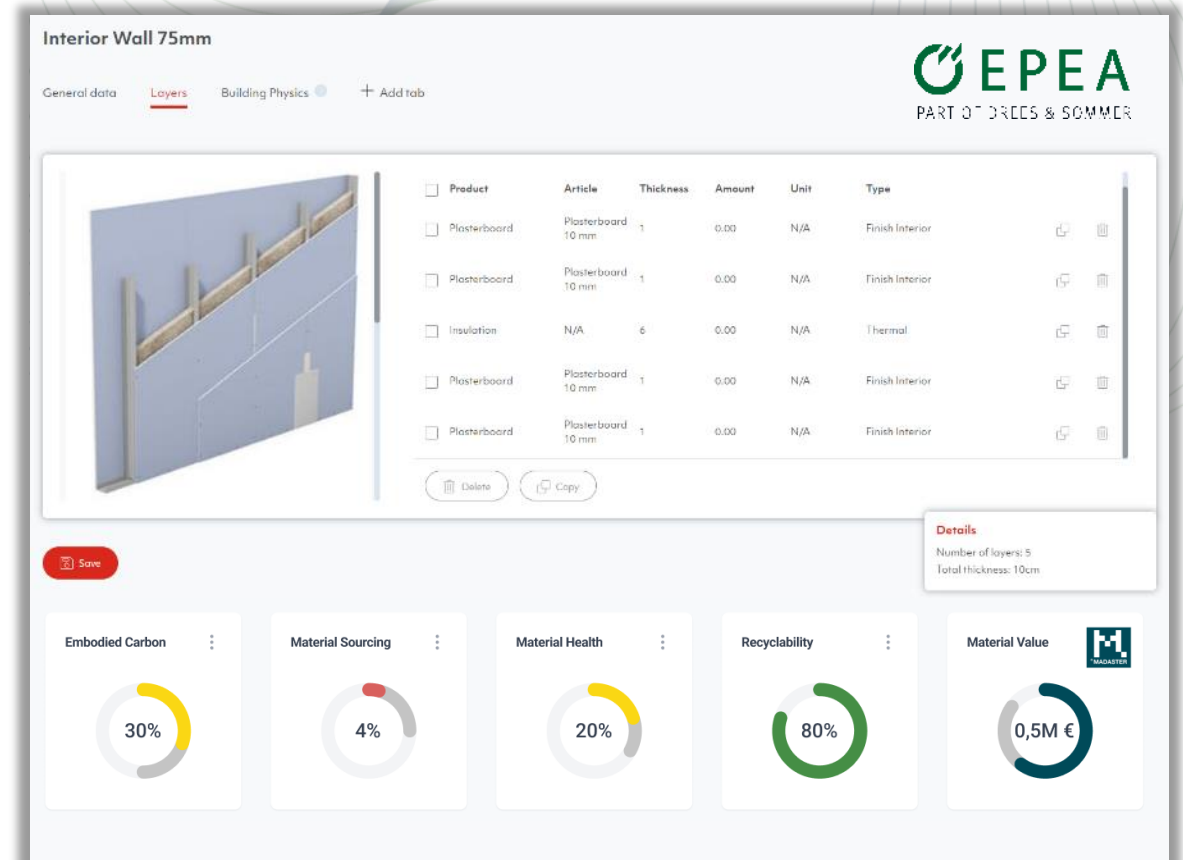 Interior Wall 75mm
EPEA
PART OF DREES & SOMMER
General data Layers Building Physics + Add tab
Product Article Thickness Amount Unit Type
Plasterboard Plasterboard 10 mm 1 0.00 N/A Finish Interior
Plasterboard Plasterboard 10 mm 1 0.00 N/A Finish Interior
Insulation N/A 6 0.00 N/A Thermal
Plasterboard Plasterboard 10 mm 1 0.00 N/A Finish Interior
Plasterboard Plasterboard 10 mm 1 0.00 N/A Finish Interior
Delete Copy
Details
Number of layers: 5
Total thickness: 10cm
Save
Embodied Carbon Material Sourcing Material Health Recyclability Material Value
M.
MADASTER
30% 4% 20% 80% 0,5M €